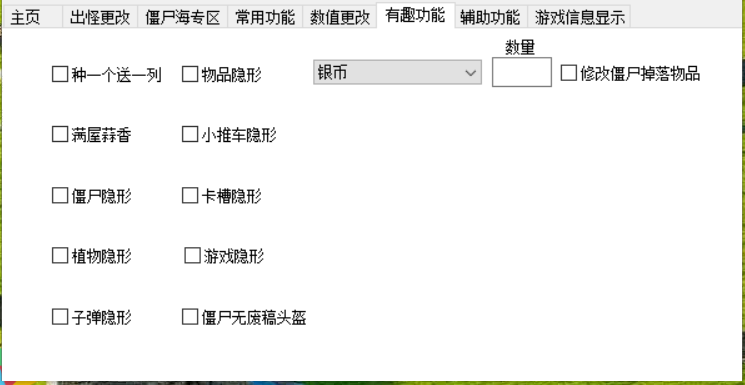 主页 出怪更改 僵尸海专区 常用功能 数值更改 有趣功能 辅助功能 游戏信息显示
数量
种一个送一列 物品隐形 银币 修改僵尸掉落物品
满屋蒜香 小推车隐形
僵尸隐形 卡槽隐形
植物隐形 游戏隐形
子弹隐形 僵尸无废稿头盔